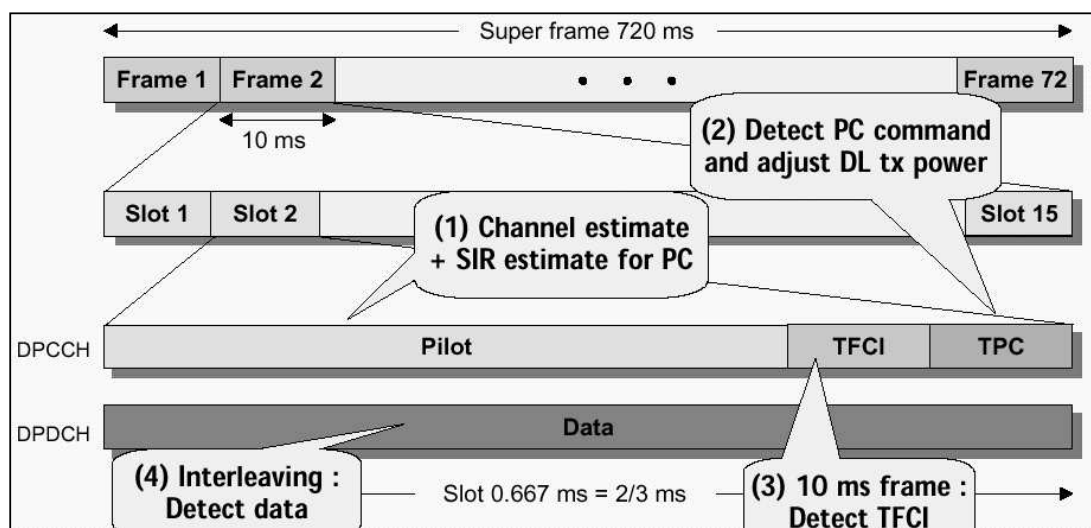 Super frame 720 ms
Frame 1 Frame 2 • • • Frame 72
10 ms
(2) Detect PC command
and adjust DL tx power
Slot 1 Slot 2 Slot 15
(1) Channel estimate
+ SIR estimate for PC
DPCCH Pilot TFCI TPC
DPDCH Data
(4) Interleaving :
Detect data
Slot 0.667 ms = 2/3 ms
(3) 10 ms frame :
Detect TFCI